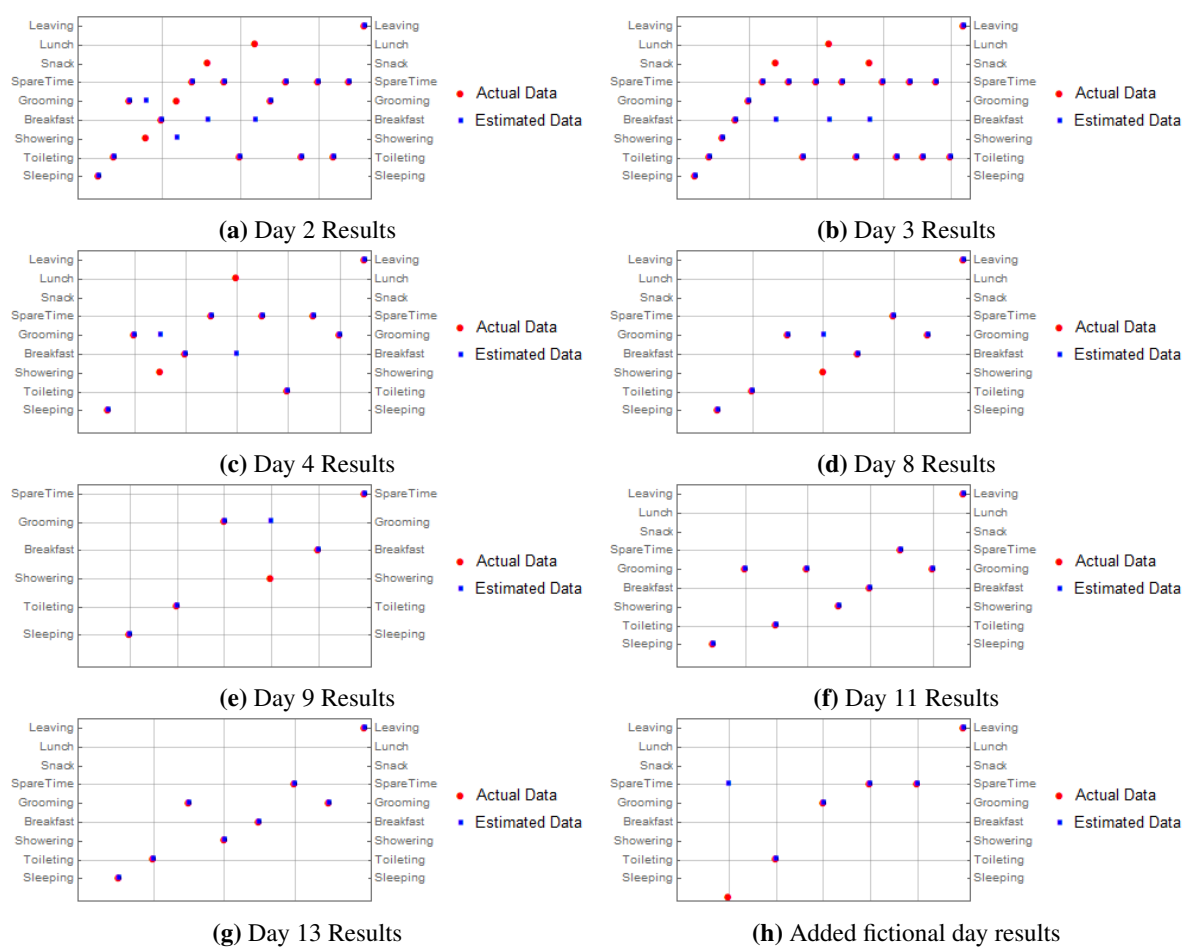 Leaving Leaving Leaving Leaving
Lunch Lunch Lunch Lunch
Snack Snack Snack Snack
SpareTime SpareTime SpareTime SpareTime
Grooming Grooming Actual Data Grooming Grooming Actual Data
Breakfast Breakfast Estimated Data Breakfast Breakfast Estimated Data
Showering Showering Showering Showering
Toileting Toileting Toileting Toileting
Sleeping Sleeping Sleeping Sleeping
(a) Day 2 Results (b) Day 3 Results
Leaving Leaving Leaving Leaving
Lunch Lunch Lunch Lunch
Snack Snack Snack Snack
SpareTime SpareTime SpareTime SpareTime
Grooming Grooming Actual Data Grooming Grooming Actual Data
Breakfast Breakfast Estimated Data Breakfast Breakfast Estimated Data
Showering Showering Showering Showering
Toileting Toileting Toileting Toileting
Sleeping Sleeping Sleeping Sleeping
(c) Day 4 Results (d) Day 8 Results
SpareTime SpareTime Leaving Leaving
Lunch Lunch
Grooming Grooming Snack Snack
Breakfast Breakfast SpareTime SpareTime
Actual Data Grooming Grooming Actual Data
Showering Showering Estimated Data Breakfast Breakfast Estimated Data
Toileting Toileting Showering Showering
Toileting Toileting
Sleeping Sleeping Sleeping Sleeping
(e) Day 9 Results (f) Day 11 Results
Leaving Leaving Leaving Leaving
Lunch Lunch Lunch Lunch
Snack Snack Snack Snack
SpareTime SpareTime SpareTime SpareTime
Grooming Grooming Actual Data Grooming Grooming Actual Data
Breakfast Breakfast Estimated Data Breakfast Breakfast Estimated Data
Showering Showering Showering Showering
Toileting Toileting Toileting Toileting
Sleeping Sleeping Sleeping Sleeping
(g) Day 13 Results (h) Added fictional day results